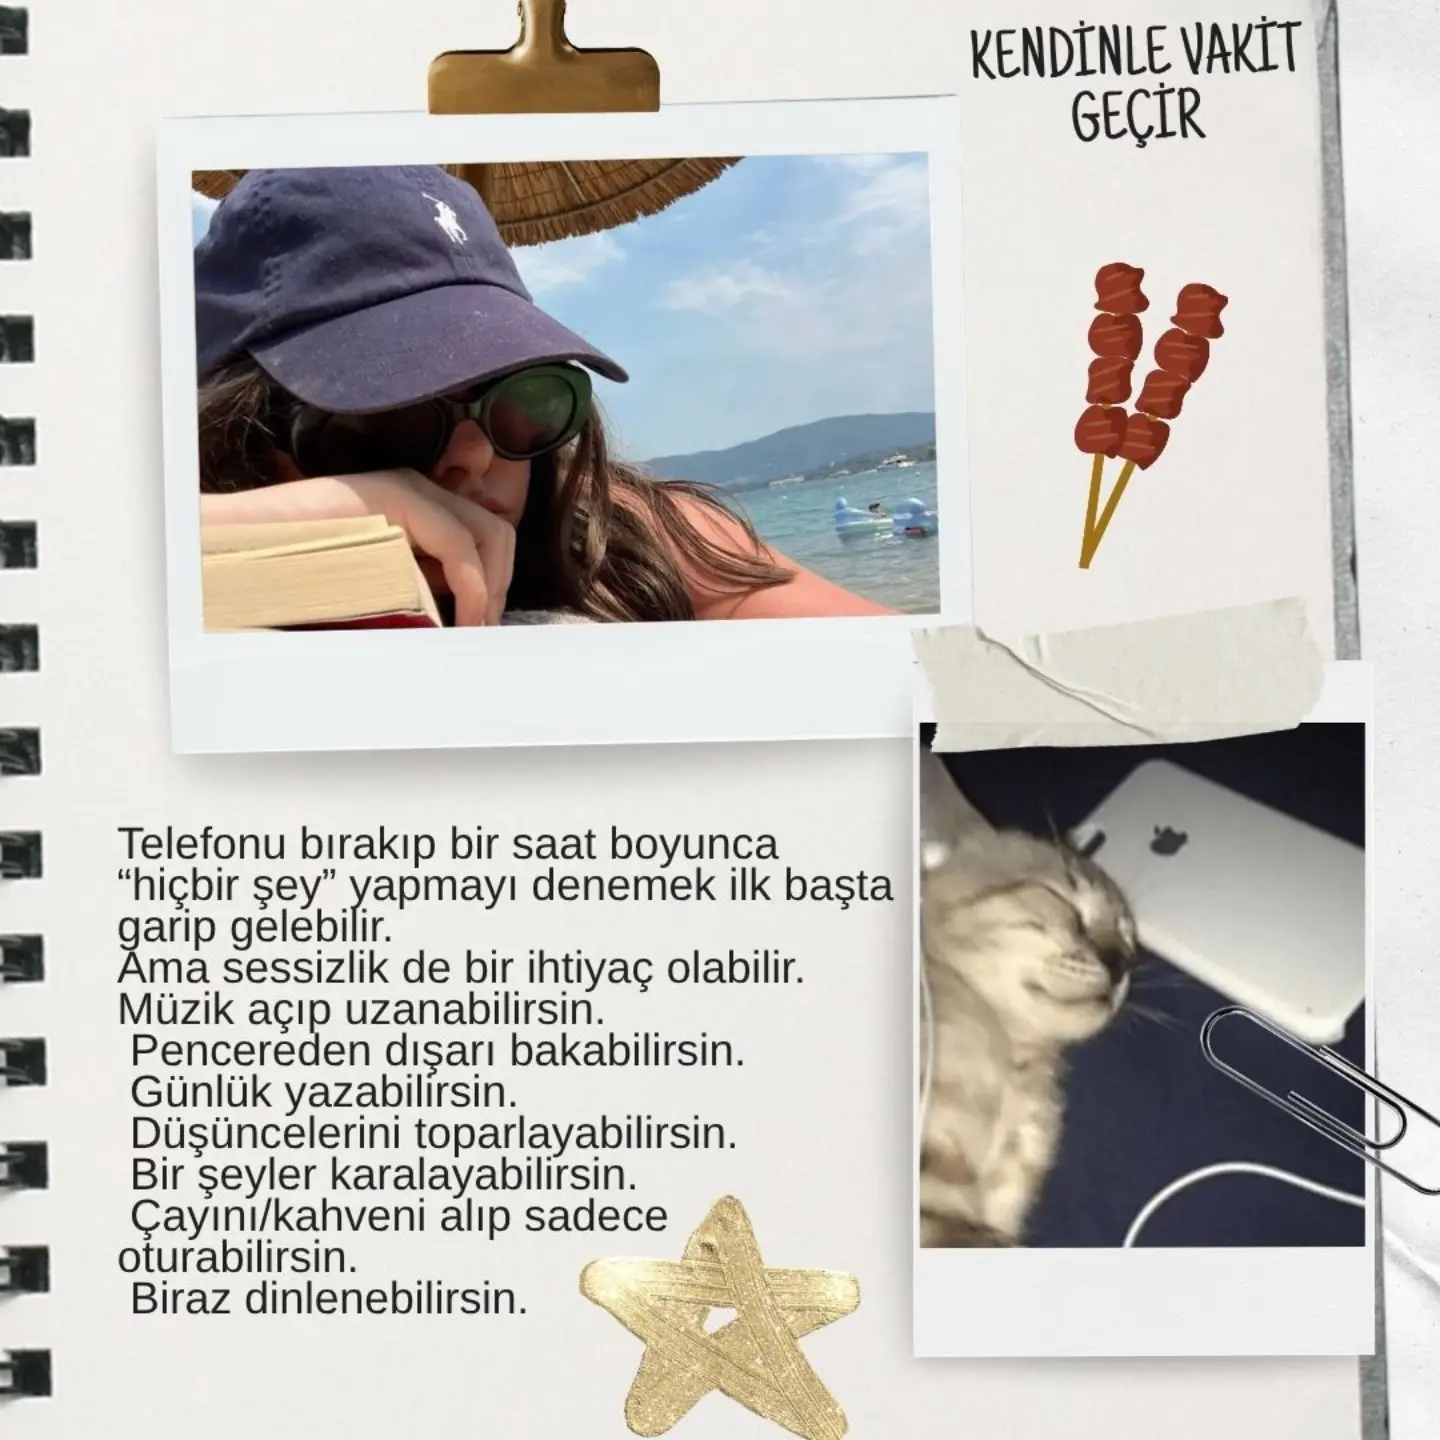 KENDİNLE VAKİT
GEÇİR
Telefonu bırakıp bir saat boyunca
“hiçbir şey” yapmayı denemek ilk başta
garip gelebilir.
Ama sessizlik de bir ihtiyaç olabilir.
Müzik açıp uzanabilirsin.
Pencereden dışarı bakabilirsin.
Günlük yazabilirsin.
Düşüncelerini toparlayabilirsin.
Bir şeyler karalayabilirsin.
Çayını/kahveni alıp sadece
oturabilirsin.
Biraz dinlenebilirsin.